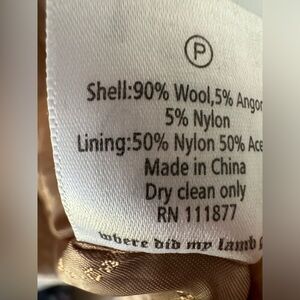 P
Shell:90% Wool,5% Angor
5% Nylon
Lining:50% Nylon 50% Ace
Made in China
Dry clean only
RN 111877
where did my lamb